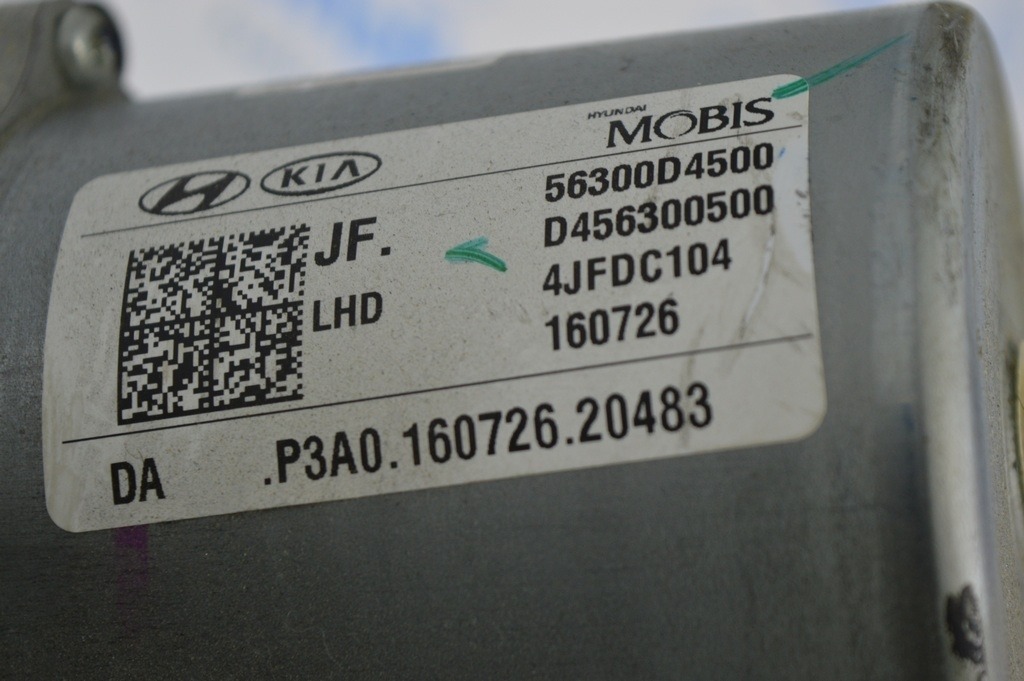 HYUNDAI
MOBIS
KIA
56300D4500
JF.
D456300500
4JFDC104
LHD
160726
DA .P3A0.160726.20483